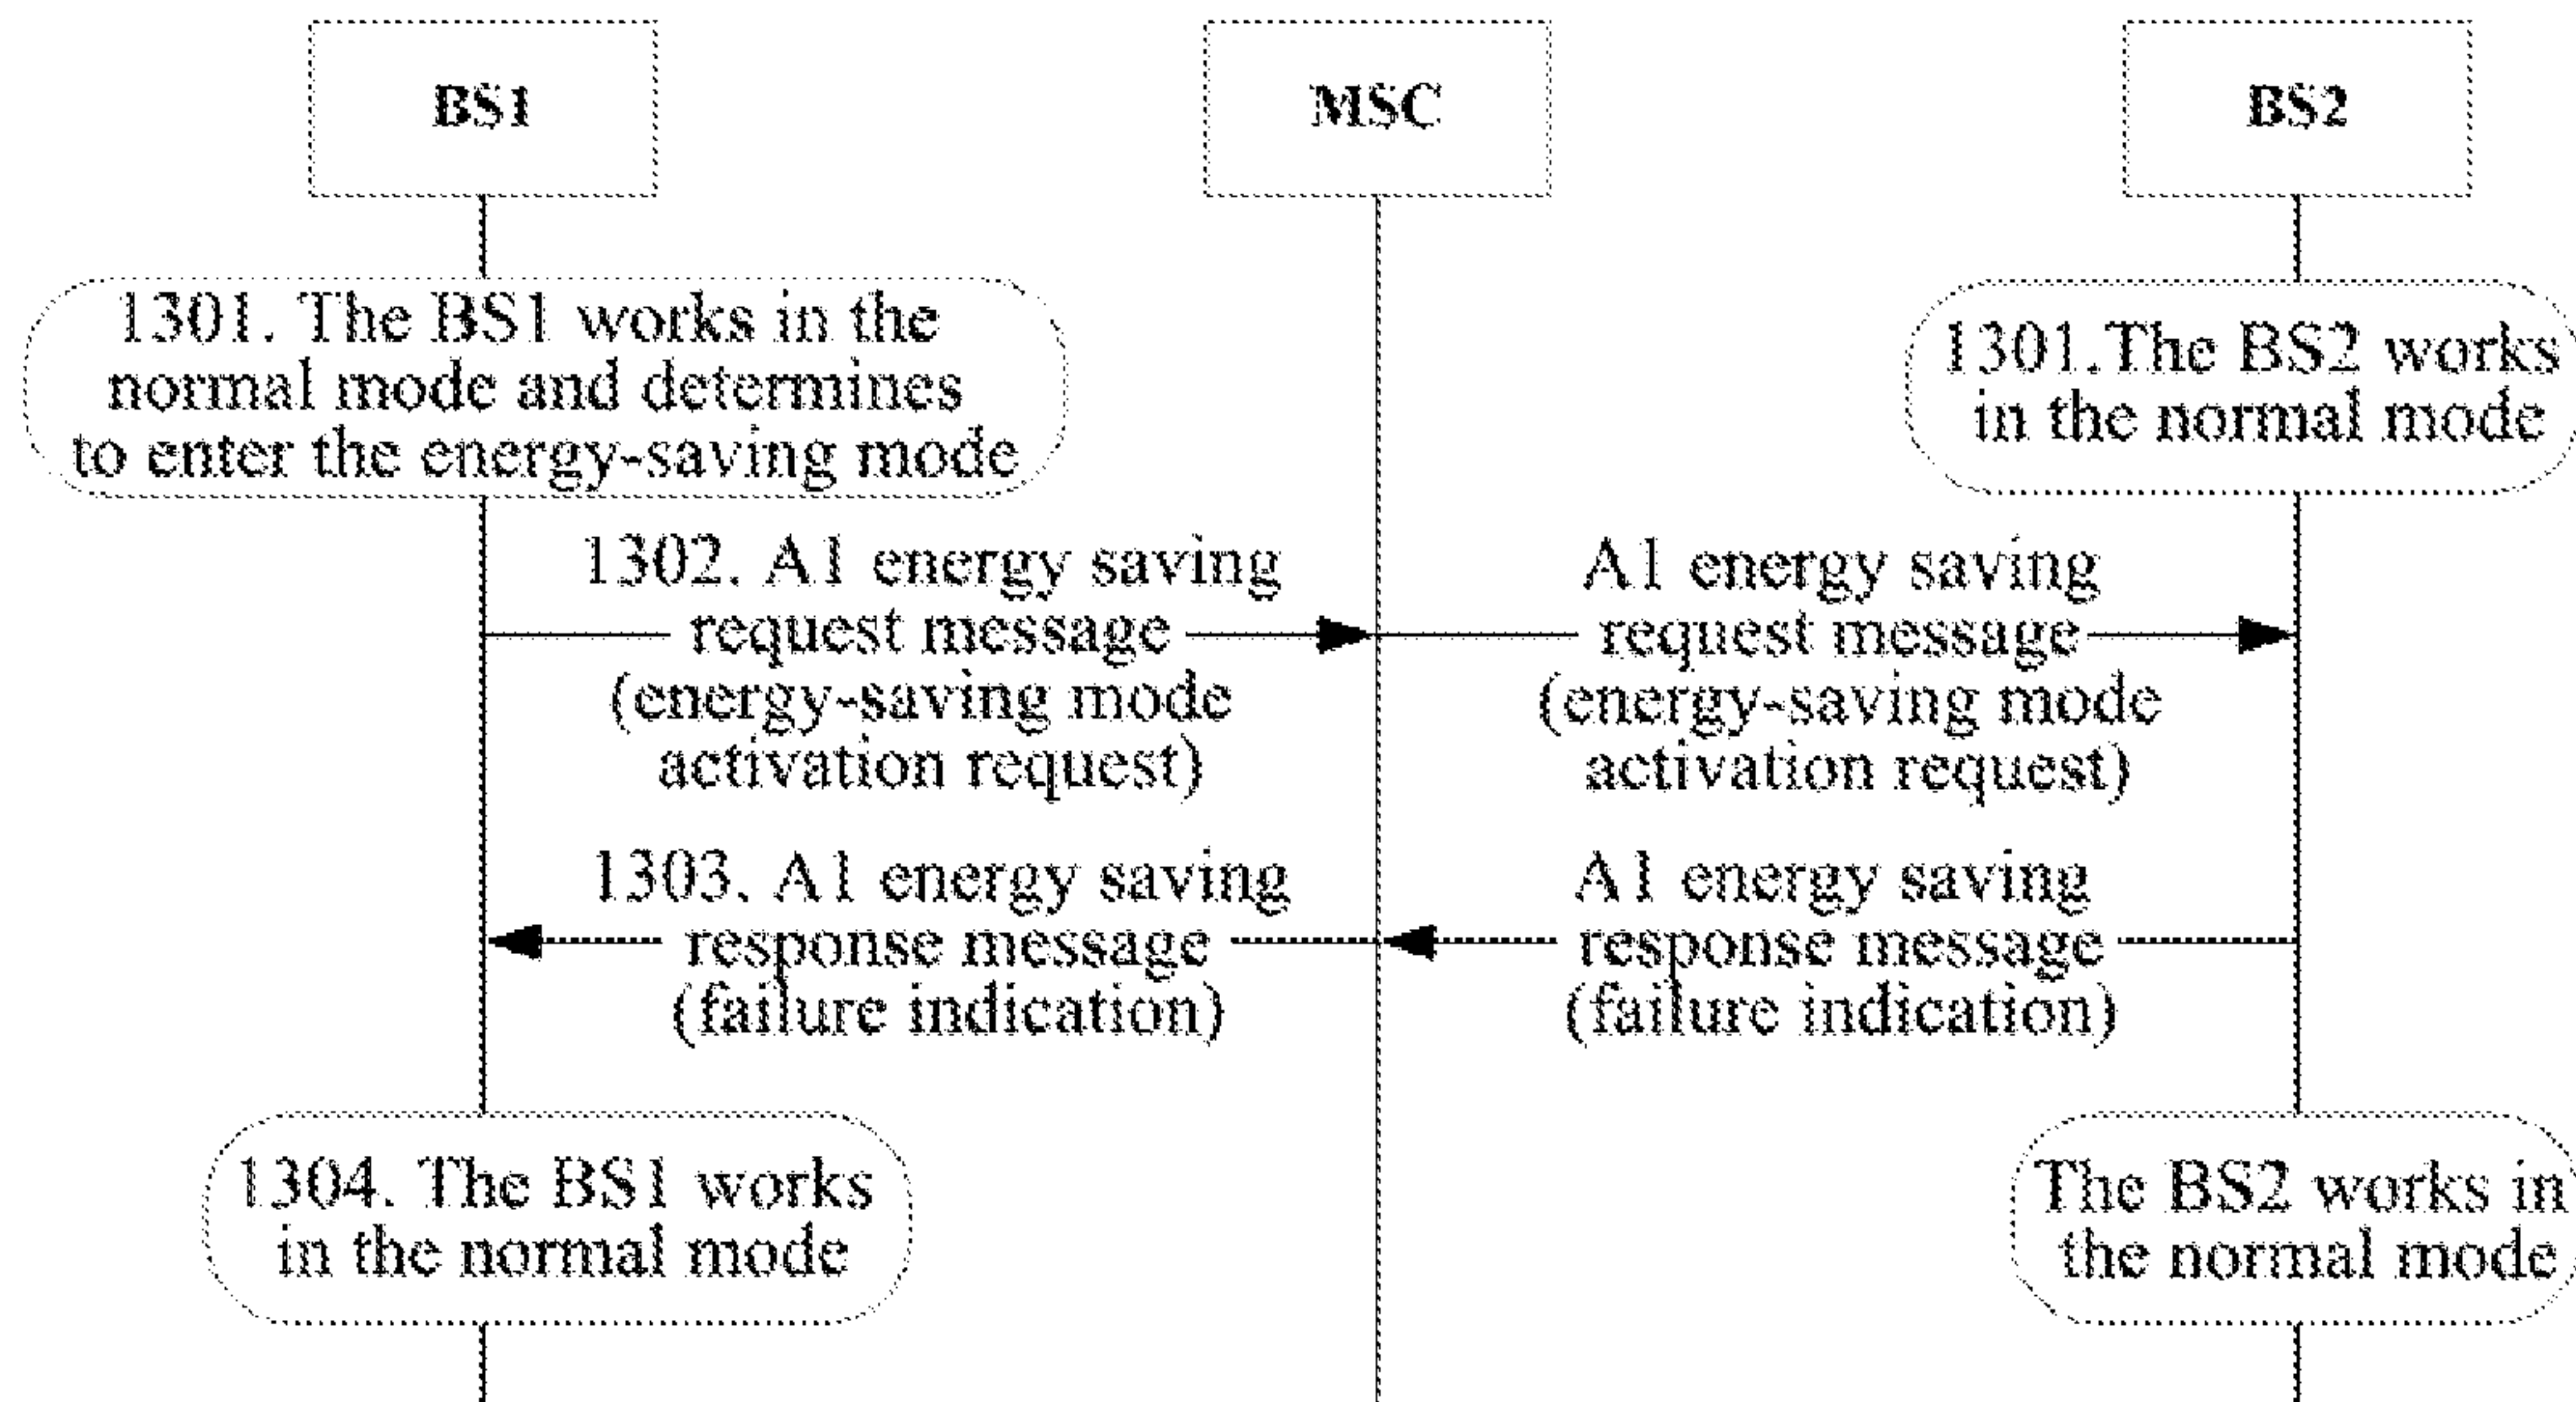 BS1
MSC
BS2
1301. The BS1 works in the
normal mode and determines
to enter the energy-saving mode
1301.The BS2 works
in the normal mode
1302. A1 energy saving
request message
(energy-saving mode
activation request)
A1 energy saving
request message
(energy-saving mode
activation request)
1303. A1 energy saving
response message
(failure indication)
A1 energy saving
response message
(failure indication)
1304. The BS1 works
in the normal mode
The BS2 works in
the normal mode